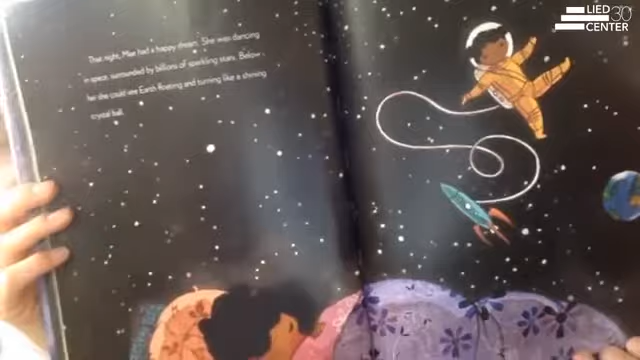 That night, Mae had a happy dream. She was dancing
in space, surrounded by billions of sparkling stars. Below
her she could see Earth floating and turning like a shining
crystal ball.
LIED
CENTER
30